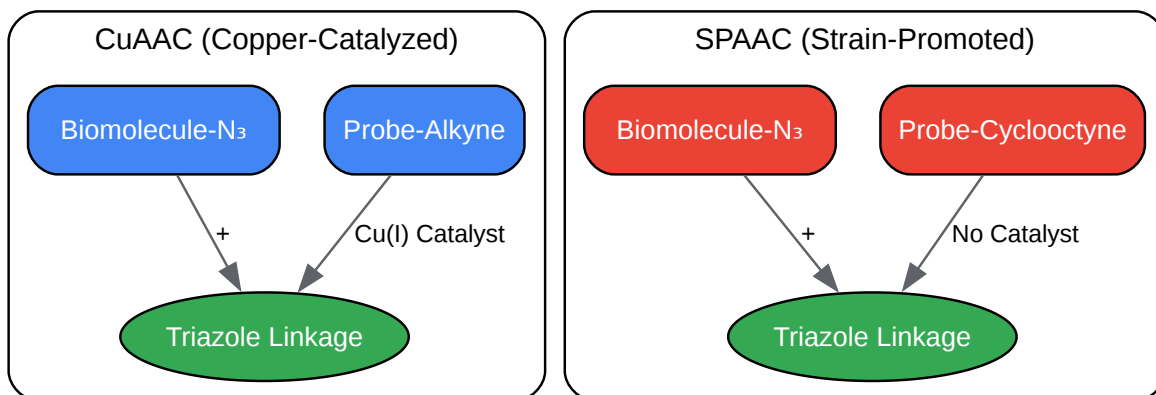 CuAAC (Copper-Catalyzed)
Biomolecule-N₃
Probe-Alkyne
+
Cu(I) Catalyst
Triazole Linkage
SPAAC (Strain-Promoted)
Biomolecule-N₃
Probe-Cyclooctyne
+
No Catalyst
Triazole Linkage